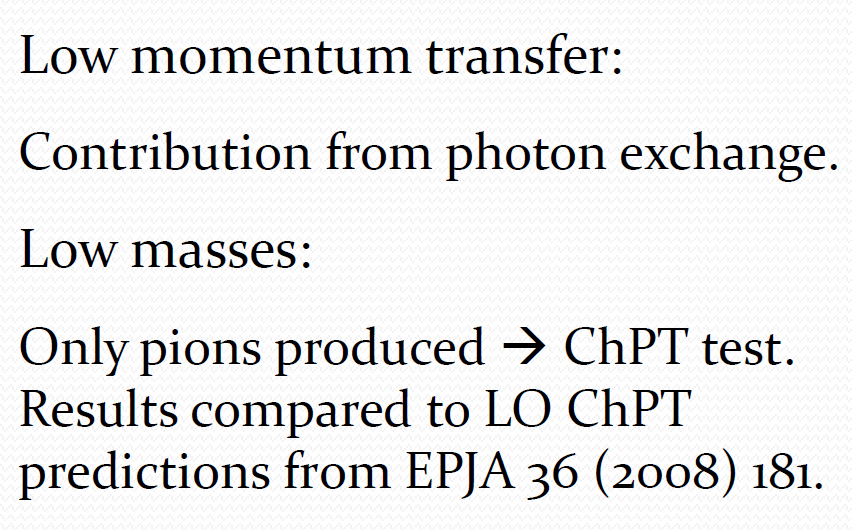 Low momentum transfer:
Contribution from photon exchange.
Low masses:
Only pions produced → ChPT test.
Results compared to LO ChPT
predictions from EPJA 36 (2008) 181.